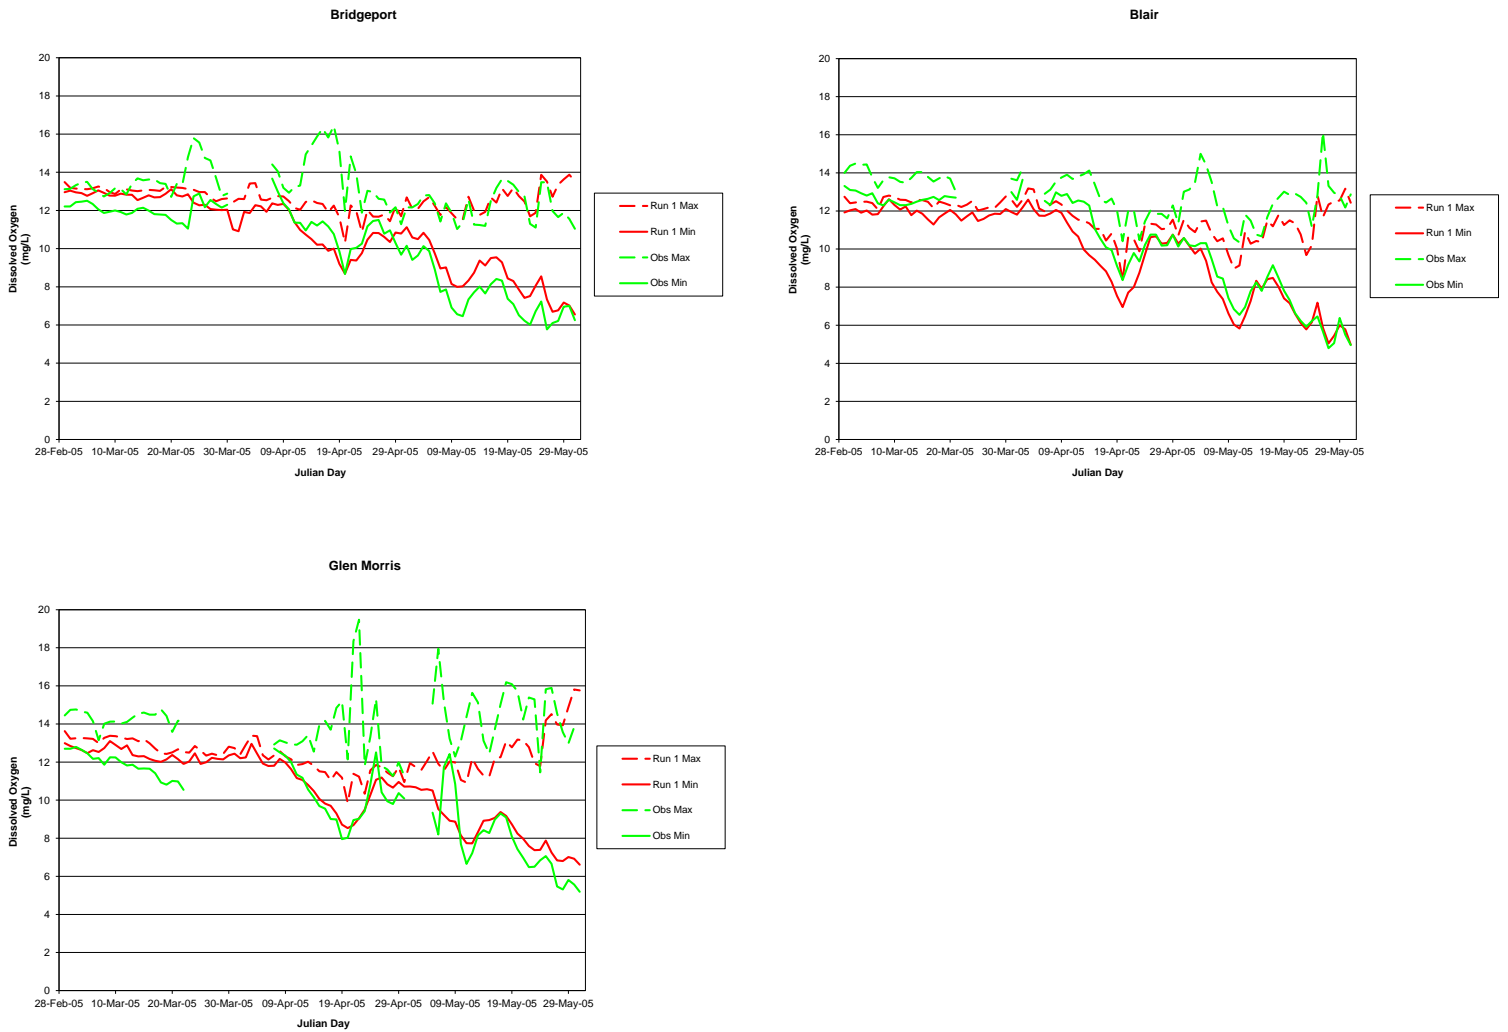 Bridgeport
20
18
16
14
12
10
8
6
4
2
0
28-Feb-05 10-Mar-05 20-Mar-05 30-Mar-05 09-Apr-05 19-Apr-05 29-Apr-05 09-May-05 19-May-05 29-May-05
Julian Day
Dissolved Oxygen
(mg/L)
Run 1 Max
Run 1 Min
Obs Max
Obs Min
Blair
20
18
16
14
12
10
8
6
4
2
0
28-Feb-05 10-Mar-05 20-Mar-05 30-Mar-05 09-Apr-05 19-Apr-05 29-Apr-05 09-May-05 19-May-05 29-May-05
Julian Day
Dissolved Oxygen
(mg/L)
Run 1 Max
Run 1 Min
Obs Max
Obs Min
Glen Morris
20
18
16
14
12
10
8
6
4
2
0
28-Feb-05 10-Mar-05 20-Mar-05 30-Mar-05 09-Apr-05 19-Apr-05 29-Apr-05 09-May-05 19-May-05 29-May-05
Julian Day
Dissolved Oxygen
(mg/L)
Run 1 Max
Run 1 Min
Obs Max
Obs Min